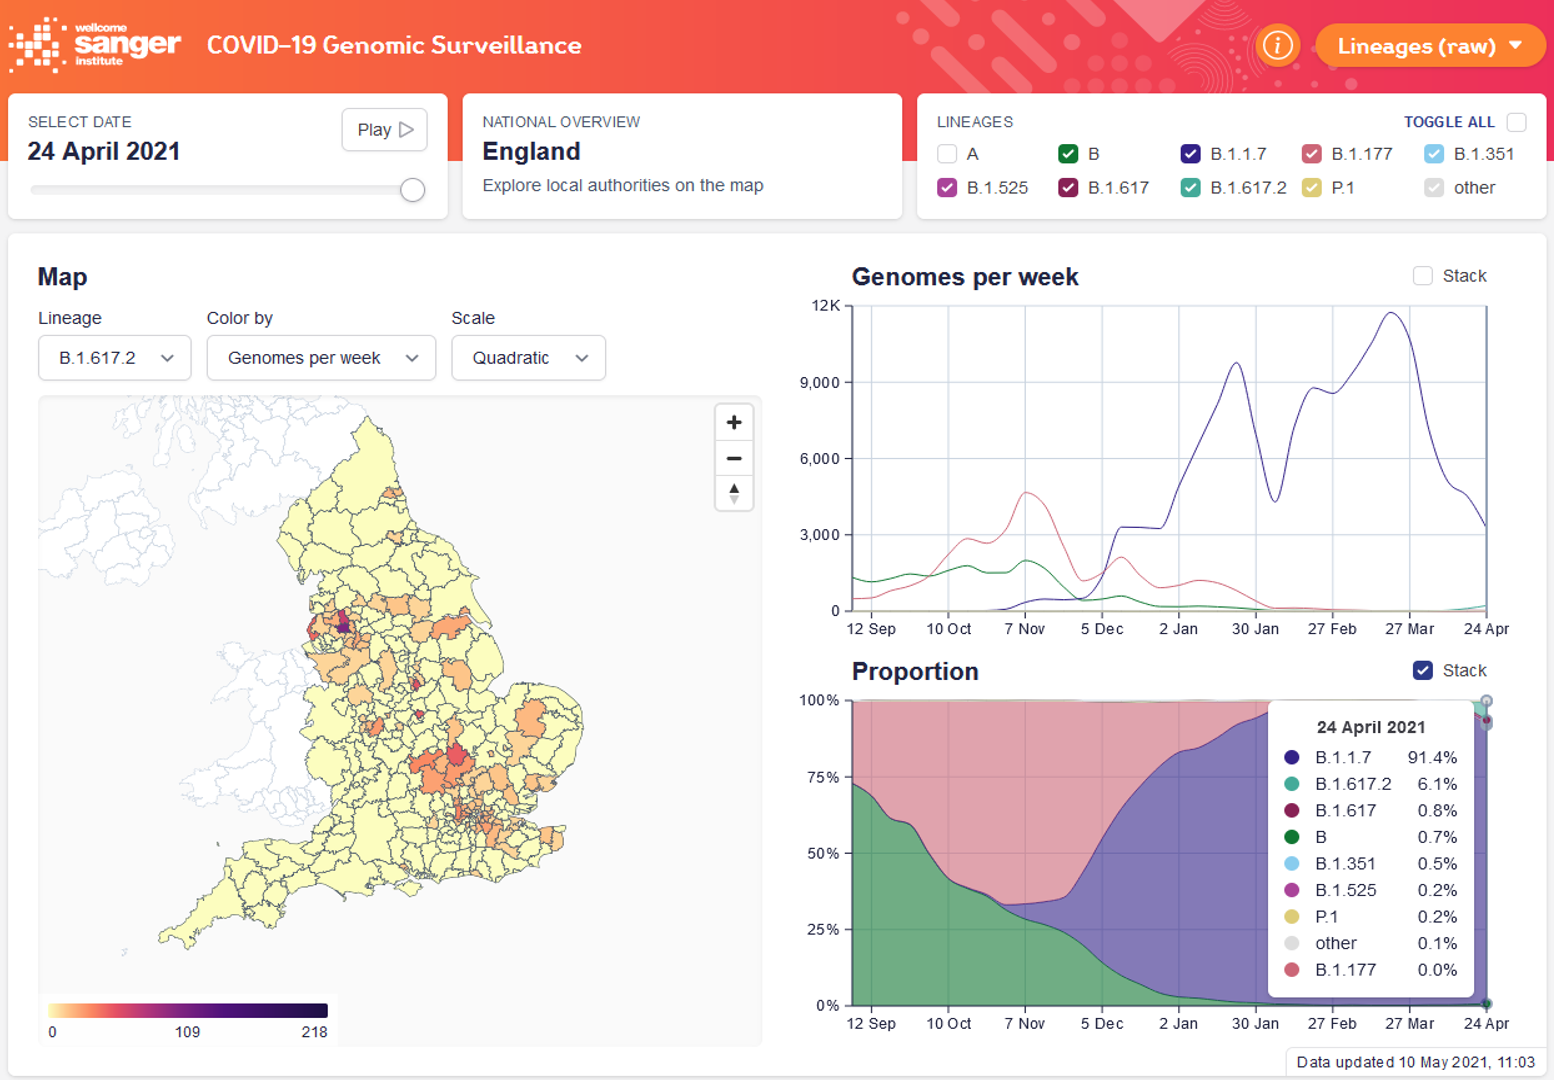 wellcome
sanger
institute
COVID–19 Genomic Surveillance
i
Lineages (raw)
SELECT DATE
24 April 2021
Play
NATIONAL OVERVIEW
England
Explore local authorities on the map
LINEAGES
TOGGLE ALL
A B B.1.1.7 B.1.177 B.1.351
B.1.525 B.1.617 B.1.617.2 P.1 other
Map
Lineage Color by Scale
B.1.617.2 Genomes per week Quadratic
+
−
0 109 218
Genomes per week
Stack
12K
9,000
6,000
3,000
0
12 Sep 10 Oct 7 Nov 5 Dec 2 Jan 30 Jan 27 Feb 27 Mar 24 Apr
Proportion
Stack
100%
75%
50%
25%
0%
24 April 2021
B.1.1.7 91.4%
B.1.617.2 6.1%
B.1.617 0.8%
B 0.7%
B.1.351 0.5%
B.1.525 0.2%
P.1 0.2%
other 0.1%
B.1.177 0.0%
12 Sep 10 Oct 7 Nov 5 Dec 2 Jan 30 Jan 27 Feb 27 Mar 24 Apr
Data updated 10 May 2021, 11:03